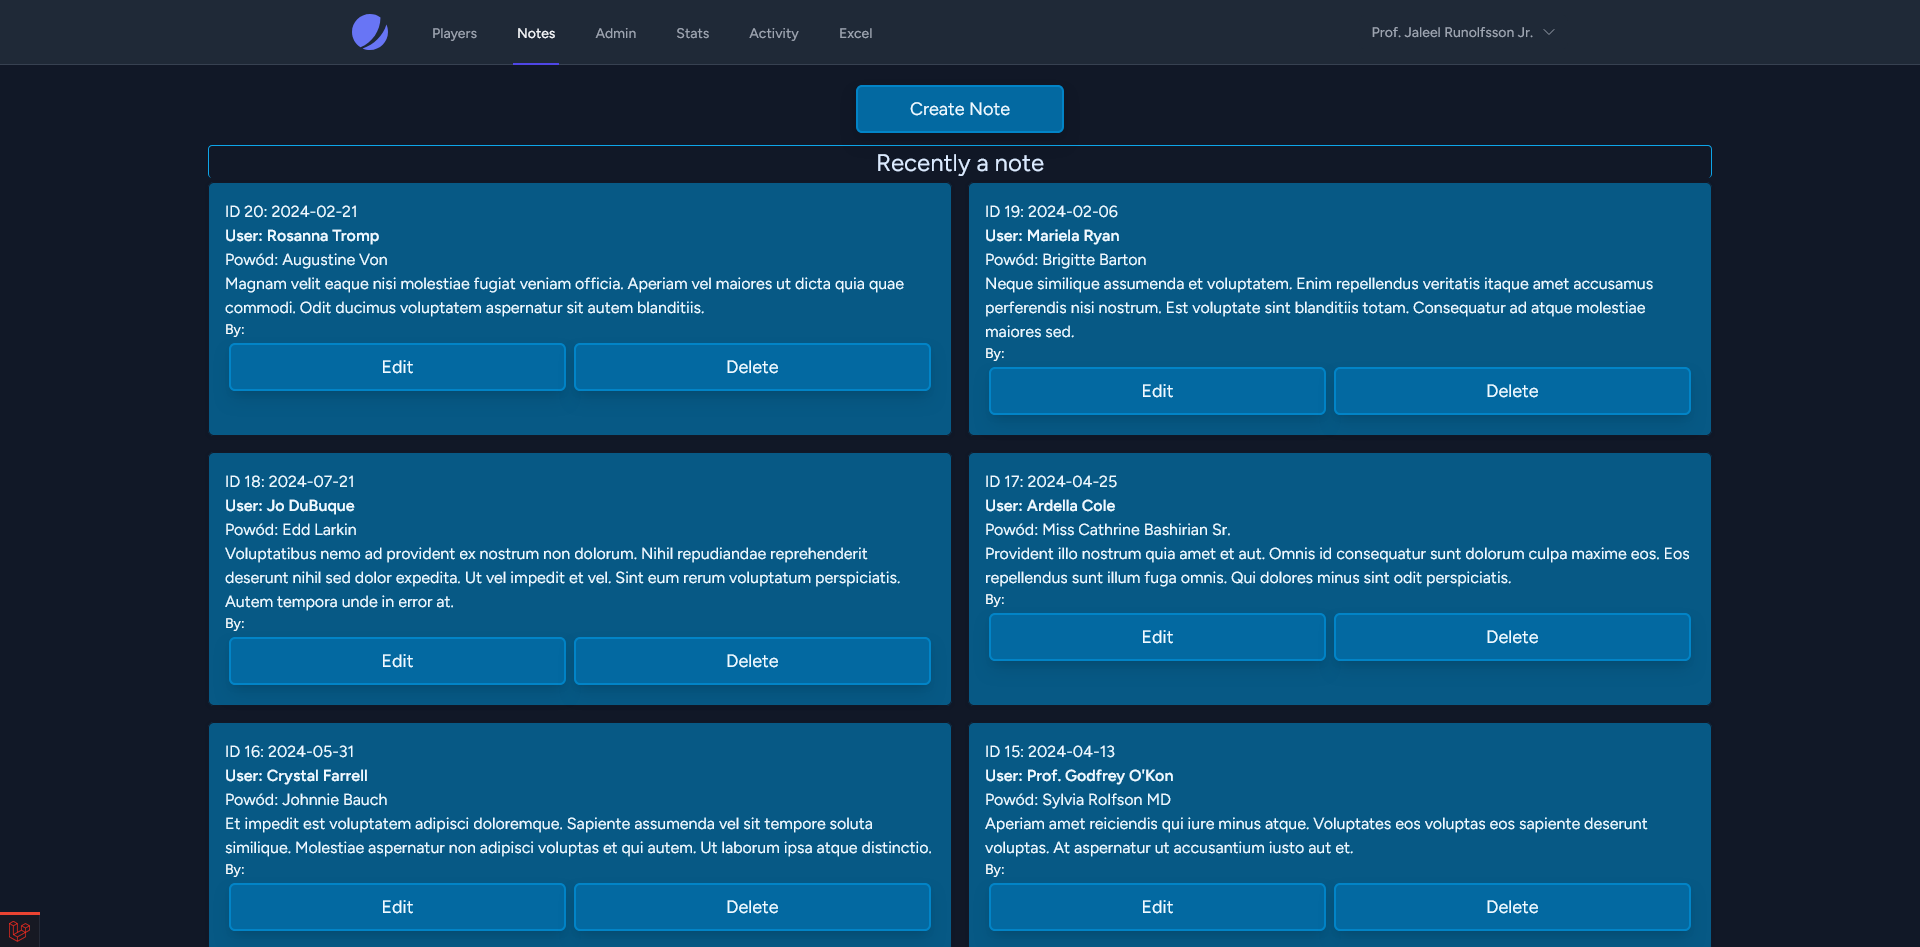 Players Notes Admin Stats Activity Excel Prof. Jaleel Runolfsson Jr.
Create Note
Recently a note
ID 20: 2024-02-21
User: Rosanna Tromp
Powód: Augustine Von
Magnam velit eaque nisi molestiae fugiat veniam officia. Aperiam vel maiores ut dicta quia quae
commodi. Odit ducimus voluptatem aspernatur sit autem blanditiis.
By:
Edit Delete
ID 19: 2024-02-06
User: Mariela Ryan
Powód: Brigitte Barton
Neque similique assumenda et voluptatem. Enim repellendus veritatis itaque amet accusamus
perferendis nisi nostrum. Est voluptate sint blanditiis totam. Consequatur ad atque molestiae
maiores sed.
By:
Edit Delete
ID 18: 2024-07-21
User: Jo DuBuque
Powód: Edd Larkin
Voluptatibus nemo ad provident ex nostrum non dolorum. Nihil repudiandae reprehenderit
deserunt nihil sed dolor expedita. Ut vel impedit et vel. Sint eum rerum voluptatum perspiciatis.
Autem tempora unde in error at.
By:
Edit Delete
ID 17: 2024-04-25
User: Ardella Cole
Powód: Miss Cathrine Bashirian Sr.
Provident illo nostrum quia amet et aut. Omnis id consequatur sunt dolorum culpa maxime eos. Eos
repellendus sunt illum fuga omnis. Qui dolores minus sint odit perspiciatis.
By:
Edit Delete
ID 16: 2024-05-31
User: Crystal Farrell
Powód: Johnnie Bauch
Et impedit est voluptatem adipisci doloremque. Sapiente assumenda vel sit tempore soluta
similique. Molestiae aspernatur non adipisci voluptas et qui autem. Ut laborum ipsa atque distinctio.
By:
Edit Delete
ID 15: 2024-04-13
User: Prof. Godfrey O'Kon
Powód: Sylvia Rolfson MD
Aperiam amet reiciendis qui iure minus atque. Voluptates eos voluptas eos sapiente deserunt
voluptas. At aspernatur ut accusantium iusto aut et.
By:
Edit Delete